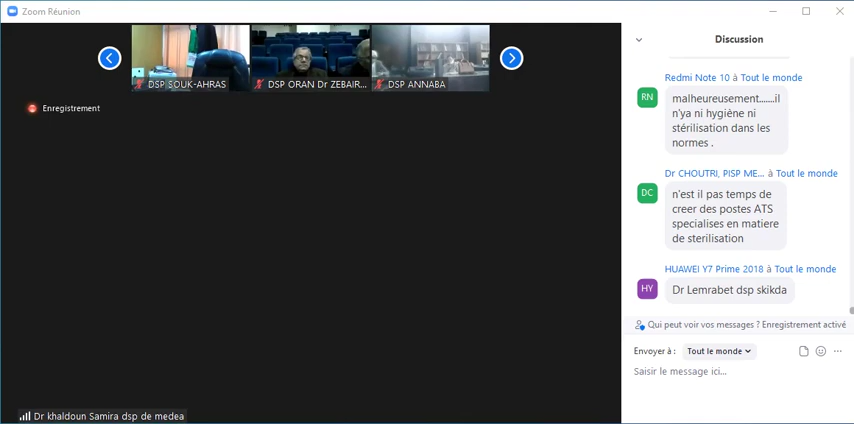 Zoom Réunion
DSP SOUK-AHRAS
DSP ORAN Dr ZEBAIR...
DSP ANNABA
Enregistrement
Dr khaldoun Samira dsp de medea
Discussion
Redmi Note 10 à Tout le monde
RN
malheureusement.......il
n'ya ni hygiène ni
stérilisation dans les
normes .
Dr CHOUTRI, PISP ME... à Tout le monde
DC
n'est il pas temps de
creer des postes ATS
specialises en matiere
de sterilisation
HUAWEI Y7 Prime 2018 à Tout le monde
HY
Dr Lemrabet dsp skikda
Qui peut voir vos messages ? Enregistrement activé
Envoyer à : Tout le monde
Saisir le message ici...